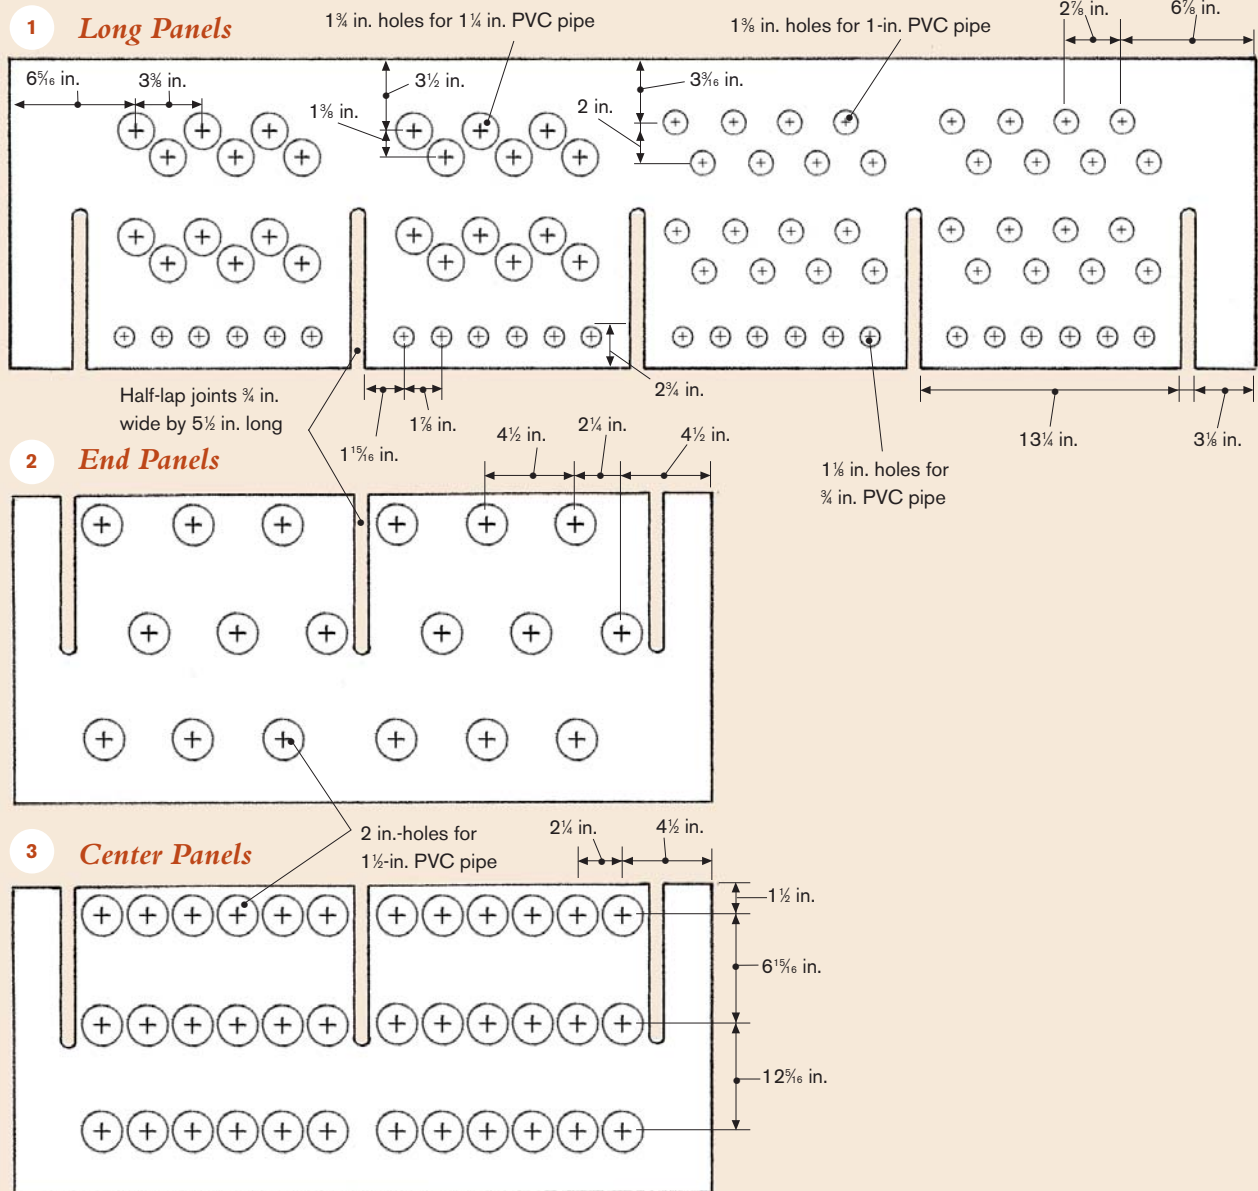 1 Long Panels
1¾ in. holes for 1¼ in. PVC pipe
1⅜ in. holes for 1-in. PVC pipe
2⅞ in.
6⅞ in.
6⁵⁄₁₆ in.
3⅜ in.
3½ in.
1⅜ in.
2 in.
3³⁄₁₆ in.
Half-lap joints ¾ in.
wide by 5½ in. long
1¹⁵⁄₁₆ in.
1⅞ in.
2¾ in.
13¼ in.
3⅛ in.
1⅛ in. holes for
¾ in. PVC pipe
2 End Panels
4½ in.
2¼ in.
4½ in.
2 in.-holes for
1½-in. PVC pipe
3 Center Panels
2¼ in.
4½ in.
1½ in.
6¹⁵⁄₁₆ in.
12⁵⁄₁₆ in.